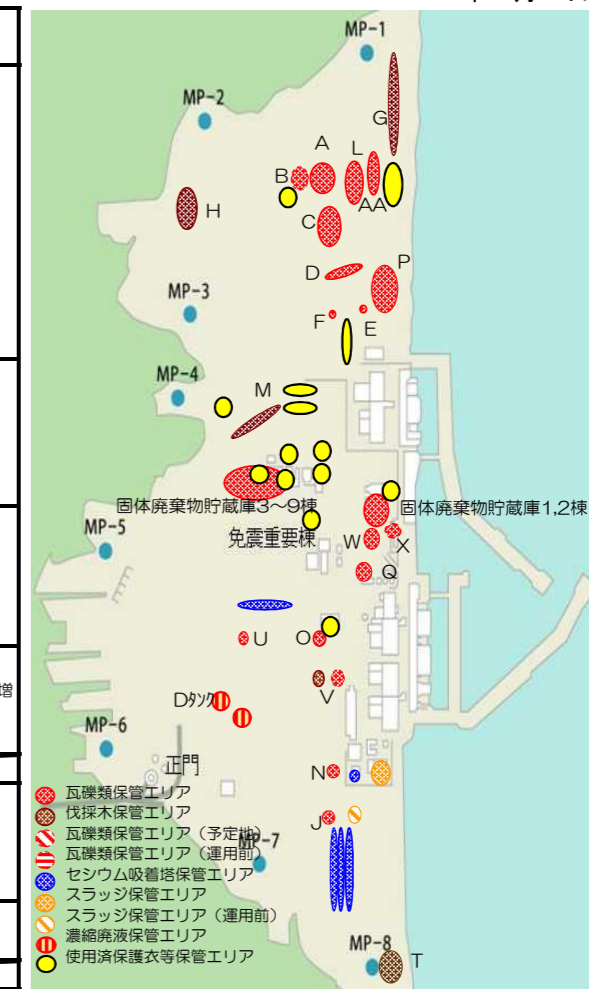 MP-1
G
MP-2
A
L
B
AA
H
C
P
D
MP-3
F
E
MP-4
M
固体廃棄物貯蔵庫3～9棟
固体廃棄物貯蔵庫1,2棟
免震重要棟
W
X
MP-5
Q
U
O
増
V
Dタンク
MP-6
正門
N
瓦礫類保管エリア
伐採木保管エリア
J
瓦礫類保管エリア（予定地）
瓦礫類保管エリア（運用前）
MP-7
セシウム吸着塔保管エリア
スラッジ保管エリア
スラッジ保管エリア（運用前）
濃縮廃液保管エリア
使用済保護衣等保管エリア
MP-8
T